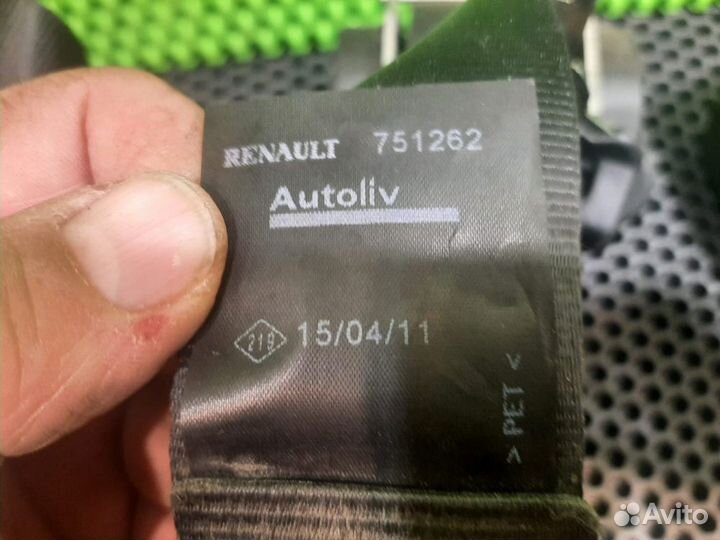 RENAULT 751262
Autoliv
219 15/04/11
> PET <
Avito